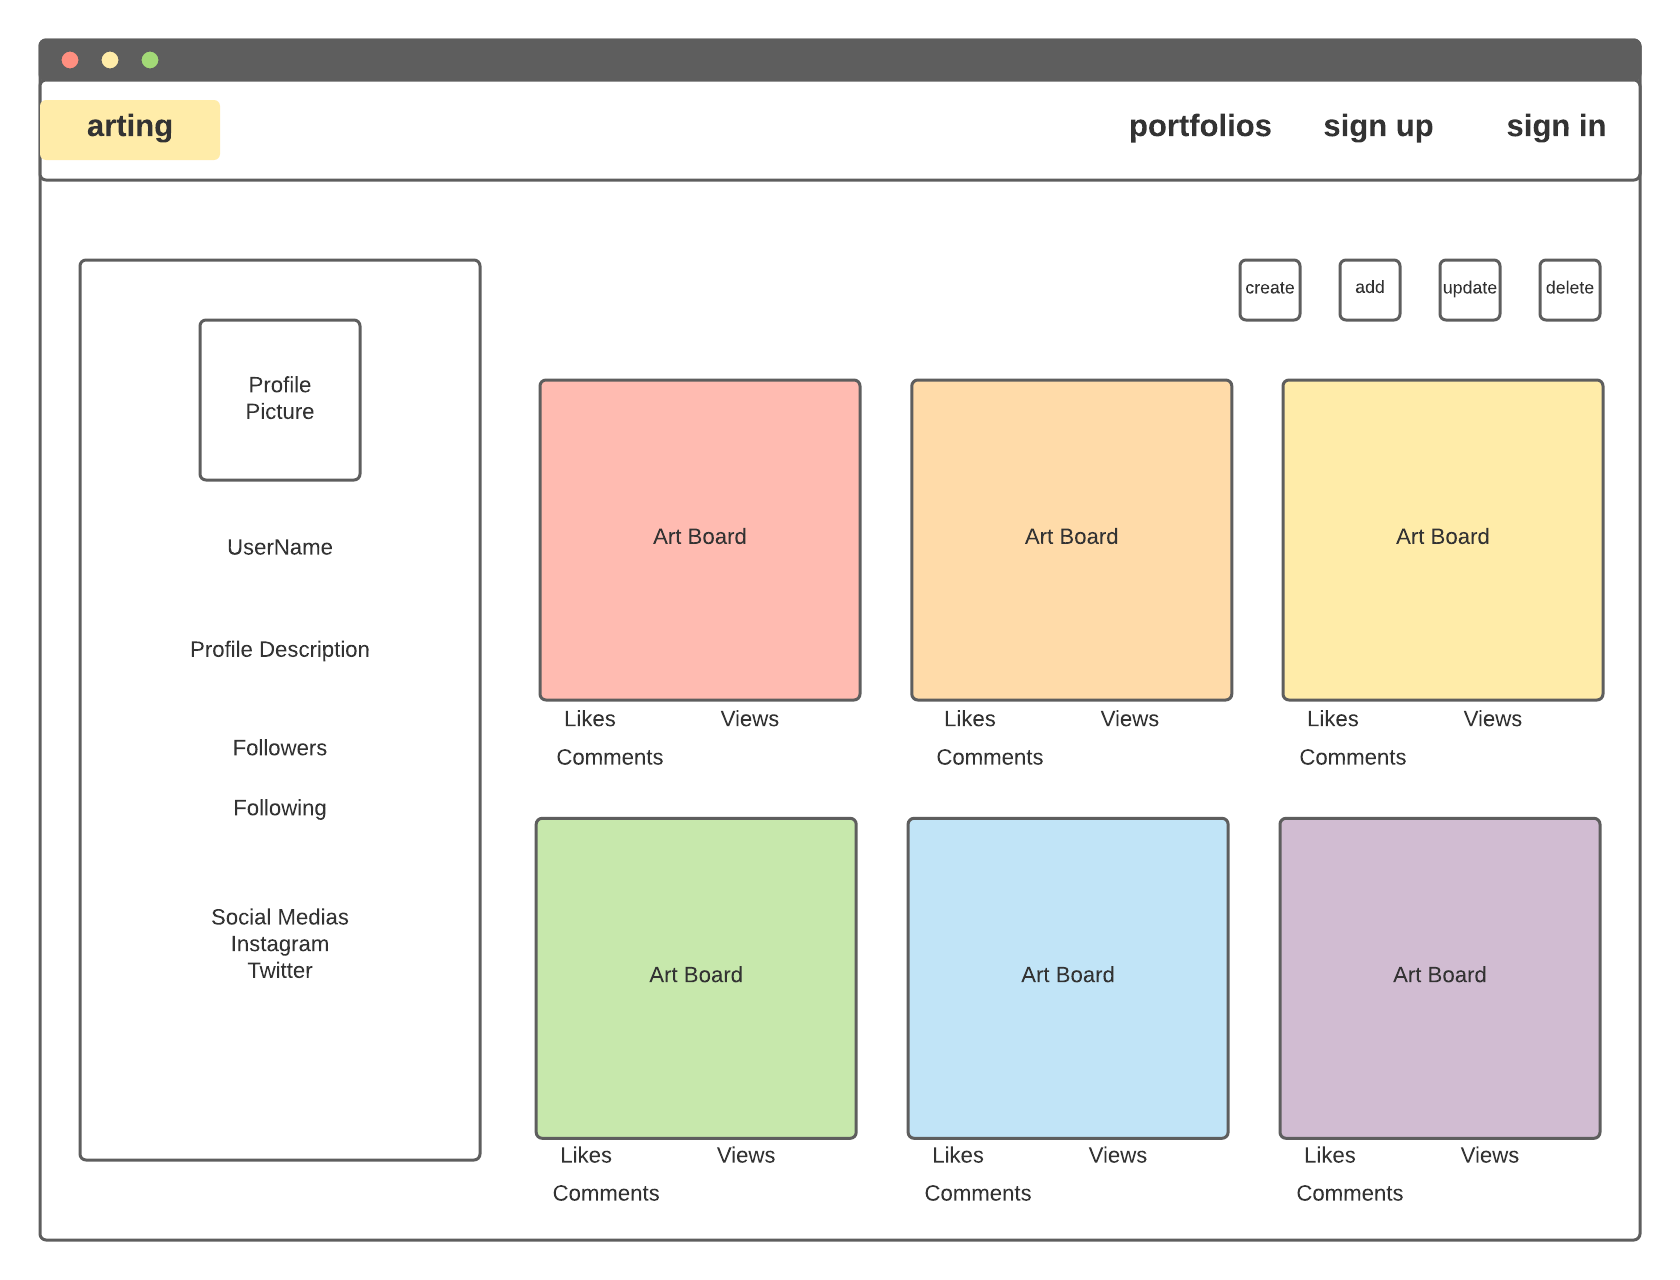 arting
portfolios sign up sign in
create add update delete
Profile
Picture
UserName
Profile Description
Followers
Following
Social Medias
Instagram
Twitter
Art Board Art Board Art Board
Likes Views Likes Views Likes Views
Comments Comments Comments
Art Board Art Board Art Board
Likes Views Likes Views Likes Views
Comments Comments Comments